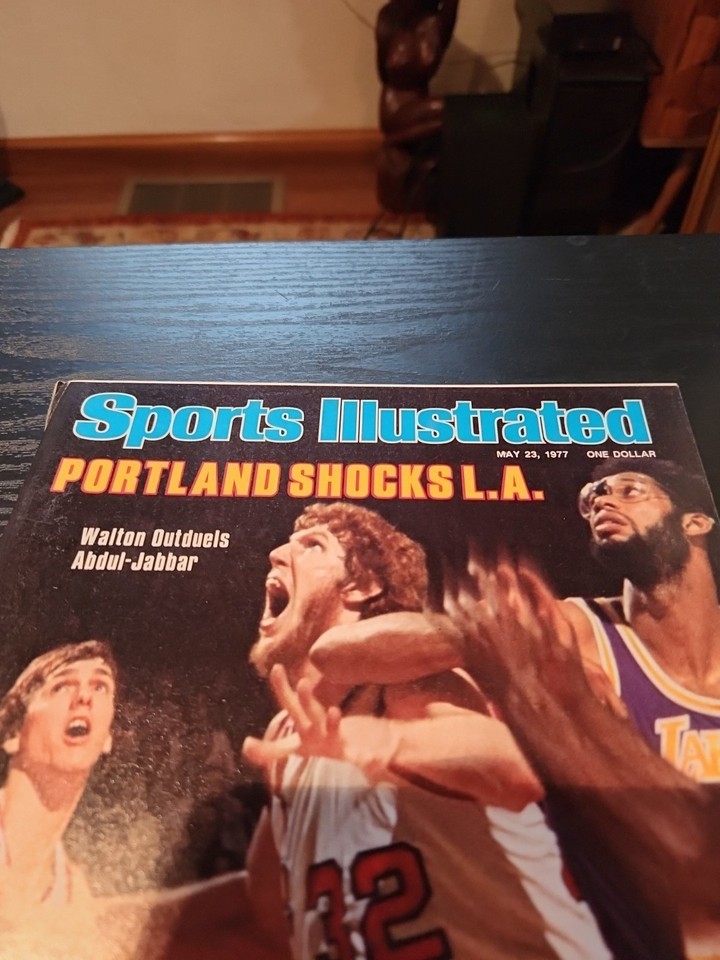 Sports Illustrated
MAY 23, 1977 ONE DOLLAR
PORTLAND SHOCKS L.A.
Walton Outduels
Abdul-Jabbar
32